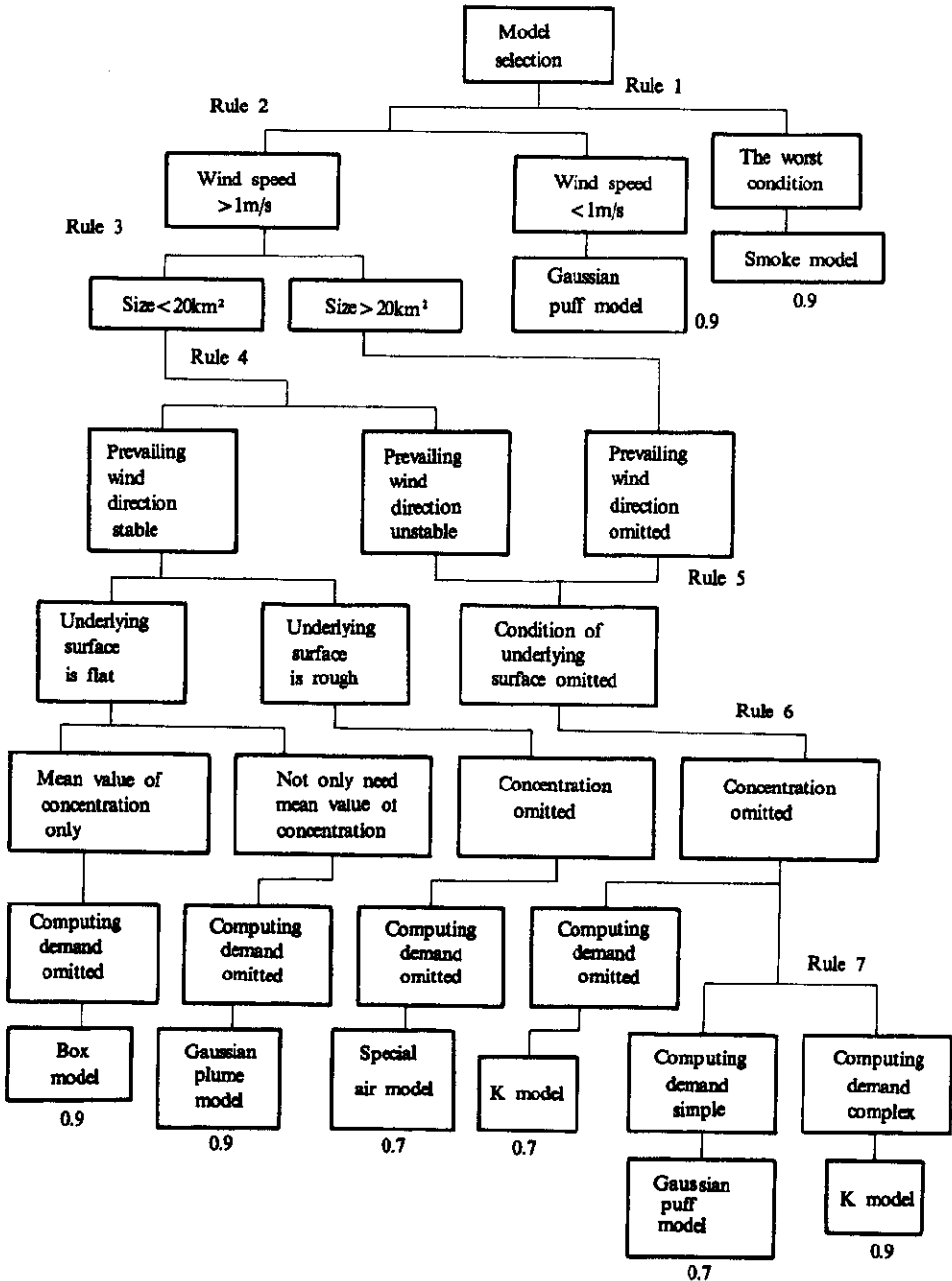 Model
selection
Rule 1
Rule 2
The worst
condition
Wind speed
>1m/s
Wind speed
<1m/s
Rule 3
Smoke model
0.9
Gaussian
puff model
0.9
Size<20km²
Size>20km²
Rule 4
Prevailing
wind
direction
stable
Prevailing
wind
direction
unstable
Prevailing
wind
direction
omitted
Rule 5
Underlying
surface
is flat
Underlying
surface
is rough
Condition of
underlying
surface omitted
Rule 6
Mean value of
concentration
only
Not only need
mean value of
concentration
Concentration
omitted
Concentration
omitted
Computing
demand
omitted
Computing
demand
omitted
Computing
demand
omitted
Computing
demand
omitted
Rule 7
Box
model
0.9
Gaussian
plume
model
0.9
Special
air model
0.7
K model
0.7
Computing
demand
simple
Computing
demand
complex
Gaussian
puff
model
0.7
K model
0.9